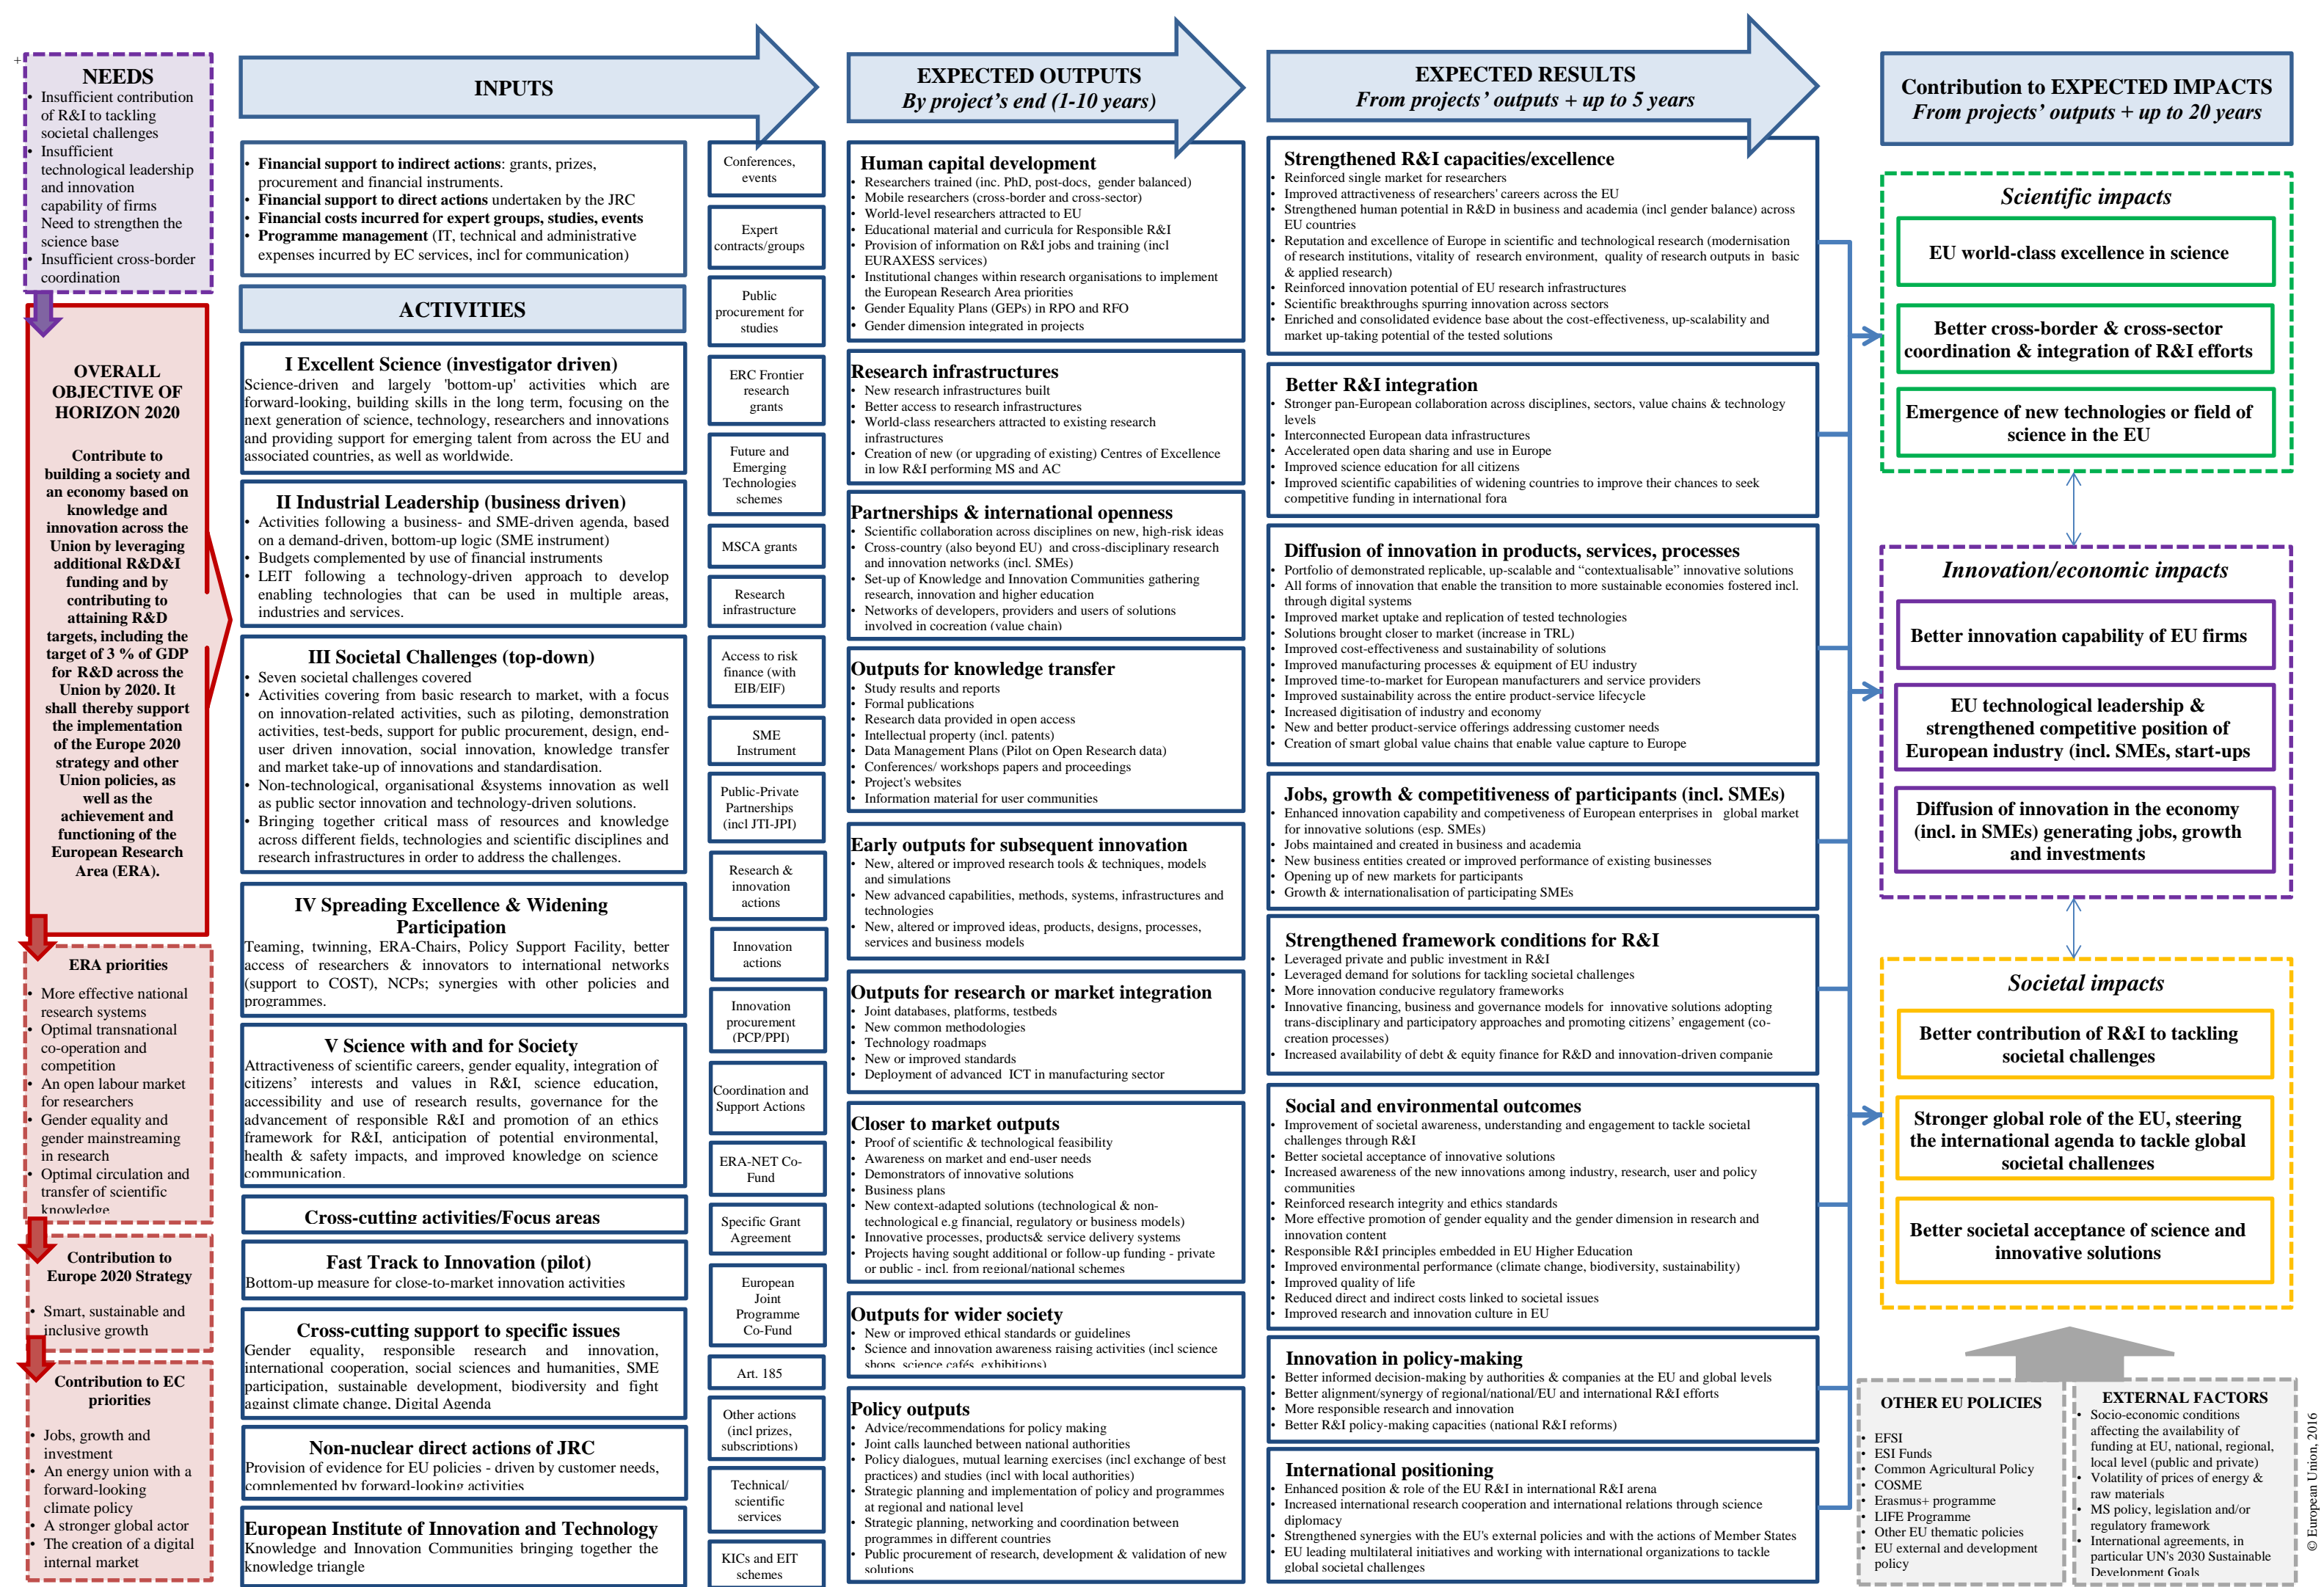 +
NEEDS
• Insufficient contribution
of R&I to tackling
societal challenges
• Insufficient
technological leadership
and innovation
capability of firms
Need to strengthen the
science base
• Insufficient cross-border
coordination
OVERALL
OBJECTIVE OF
HORIZON 2020
Contribute to
building a society and
an economy based on
knowledge and
innovation across the
Union by leveraging
additional R&D&I
funding and by
contributing to
attaining R&D
targets, including the
target of 3 % of GDP
for R&D across the
Union by 2020. It
shall thereby support
the implementation
of the Europe 2020
strategy and other
Union policies, as
well as the
achievement and
functioning of the
European Research
Area (ERA).
ERA priorities
• More effective national
research systems
• Optimal transnational
co-operation and
competition
• An open labour market
for researchers
• Gender equality and
gender mainstreaming
in research
• Optimal circulation and
transfer of scientific
knowledge
Contribution to
Europe 2020 Strategy
• Smart, sustainable and
inclusive growth
Contribution to EC
priorities
• Jobs, growth and
investment
• An energy union with a
forward-looking
climate policy
• A stronger global actor
• The creation of a digital
internal market
INPUTS
• Financial support to indirect actions: grants, prizes,
procurement and financial instruments.
• Financial support to direct actions undertaken by the JRC
• Financial costs incurred for expert groups, studies, events
• Programme management (IT, technical and administrative
expenses incurred by EC services, incl for communication)
ACTIVITIES
I Excellent Science (investigator driven)
Science-driven and largely 'bottom-up' activities which are
forward-looking, building skills in the long term, focusing on the
next generation of science, technology, researchers and innovations
and providing support for emerging talent from across the EU and
associated countries, as well as worldwide.
II Industrial Leadership (business driven)
• Activities following a business- and SME-driven agenda, based
on a demand-driven, bottom-up logic (SME instrument)
• Budgets complemented by use of financial instruments
• LEIT following a technology-driven approach to develop
enabling technologies that can be used in multiple areas,
industries and services.
III Societal Challenges (top-down)
• Seven societal challenges covered
• Activities covering from basic research to market, with a focus
on innovation-related activities, such as piloting, demonstration
activities, test-beds, support for public procurement, design, end-
user driven innovation, social innovation, knowledge transfer
and market take-up of innovations and standardisation.
• Non-technological, organisational &systems innovation as well
as public sector innovation and technology-driven solutions.
• Bringing together critical mass of resources and knowledge
across different fields, technologies and scientific disciplines and
research infrastructures in order to address the challenges.
IV Spreading Excellence & Widening
Participation
Teaming, twinning, ERA-Chairs, Policy Support Facility, better
access of researchers & innovators to international networks
(support to COST), NCPs; synergies with other policies and
programmes.
V Science with and for Society
Attractiveness of scientific careers, gender equality, integration of
citizens' interests and values in R&I, science education,
accessibility and use of research results, governance for the
advancement of responsible R&I and promotion of an ethics
framework for R&I, anticipation of potential environmental,
health & safety impacts, and improved knowledge on science
communication.
Cross-cutting activities/Focus areas
Fast Track to Innovation (pilot)
Bottom-up measure for close-to-market innovation activities
Cross-cutting support to specific issues
Gender equality, responsible research and innovation,
international cooperation, social sciences and humanities, SME
participation, sustainable development, biodiversity and fight
against climate change, Digital Agenda
Non-nuclear direct actions of JRC
Provision of evidence for EU policies - driven by customer needs,
complemented by forward-looking activities
European Institute of Innovation and Technology
Knowledge and Innovation Communities bringing together the
knowledge triangle
Conferences,
events
Expert
contracts/groups
Public
procurement for
studies
ERC Frontier
research
grants
Future and
Emerging
Technologies
schemes
MSCA grants
Research
infrastructure
Access to risk
finance (with
EIB/EIF)
SME
Instrument
Public-Private
Partnerships
(incl JTI-JPI)
Research &
innovation
actions
Innovation
actions
Innovation
procurement
(PCP/PPI)
Coordination and
Support Actions
ERA-NET Co-
Fund
Specific Grant
Agreement
European
Joint
Programme
Co-Fund
Art. 185
Other actions
(incl prizes,
subscriptions)
Technical/
scientific
services
KICs and EIT
schemes
EXPECTED OUTPUTS
By project's end (1-10 years)
Human capital development
• Researchers trained (inc. PhD, post-docs, gender balanced)
• Mobile researchers (cross-border and cross-sector)
• World-level researchers attracted to EU
• Educational material and curricula for Responsible R&I
• Provision of information on R&I jobs and training (incl
EURAXESS services)
• Institutional changes within research organisations to implement
the European Research Area priorities
• Gender Equality Plans (GEPs) in RPO and RFO
• Gender dimension integrated in projects
Research infrastructures
• New research infrastructures built
• Better access to research infrastructures
• World-class researchers attracted to existing research
infrastructures
• Creation of new (or upgrading of existing) Centres of Excellence
in low R&I performing MS and AC
Partnerships & international openness
• Scientific collaboration across disciplines on new, high-risk ideas
• Cross-country (also beyond EU) and cross-disciplinary research
and innovation networks (incl. SMEs)
• Set-up of Knowledge and Innovation Communities gathering
research, innovation and higher education
• Networks of developers, providers and users of solutions
involved in cocreation (value chain)
Outputs for knowledge transfer
• Study results and reports
• Formal publications
• Research data provided in open access
• Intellectual property (incl. patents)
• Data Management Plans (Pilot on Open Research data)
• Conferences/ workshops papers and proceedings
• Project's websites
• Information material for user communities
Early outputs for subsequent innovation
• New, altered or improved research tools & techniques, models
and simulations
• New advanced capabilities, methods, systems, infrastructures and
technologies
• New, altered or improved ideas, products, designs, processes,
services and business models
Outputs for research or market integration
• Joint databases, platforms, testbeds
• New common methodologies
• Technology roadmaps
• New or improved standards
• Deployment of advanced ICT in manufacturing sector
Closer to market outputs
• Proof of scientific & technological feasibility
• Awareness on market and end-user needs
• Demonstrators of innovative solutions
• Business plans
• New context-adapted solutions (technological & non-
technological e.g financial, regulatory or business models)
• Innovative processes, products& service delivery systems
• Projects having sought additional or follow-up funding - private
or public - incl. from regional/national schemes
Outputs for wider society
• New or improved ethical standards or guidelines
• Science and innovation awareness raising activities (incl science
shops, science cafés, exhibitions)
Policy outputs
• Advice/recommendations for policy making
• Joint calls launched between national authorities
• Policy dialogues, mutual learning exercises (incl exchange of best
practices) and studies (incl with local authorities)
• Strategic planning and implementation of policy and programmes
at regional and national level
• Strategic planning, networking and coordination between
programmes in different countries
• Public procurement of research, development & validation of new
solutions
EXPECTED RESULTS
From projects' outputs + up to 5 years
Strengthened R&I capacities/excellence
• Reinforced single market for researchers
• Improved attractiveness of researchers' careers across the EU
• Strengthened human potential in R&D in business and academia (incl gender balance) across
EU countries
• Reputation and excellence of Europe in scientific and technological research (modernisation
of research institutions, vitality of research environment, quality of research outputs in basic
& applied research)
• Reinforced innovation potential of EU research infrastructures
• Scientific breakthroughs spurring innovation across sectors
• Enriched and consolidated evidence base about the cost-effectiveness, up-scalability and
market up-taking potential of the tested solutions
Better R&I integration
• Stronger pan-European collaboration across disciplines, sectors, value chains & technology
levels
• Interconnected European data infrastructures
• Accelerated open data sharing and use in Europe
• Improved science education for all citizens
• Improved scientific capabilities of widening countries to improve their chances to seek
competitive funding in international fora
Diffusion of innovation in products, services, processes
• Portfolio of demonstrated replicable, up-scalable and “contextualisable” innovative solutions
• All forms of innovation that enable the transition to more sustainable economies fostered incl.
through digital systems
• Improved market uptake and replication of tested technologies
• Solutions brought closer to market (increase in TRL)
• Improved cost-effectiveness and sustainability of solutions
• Improved manufacturing processes & equipment of EU industry
• Improved time-to-market for European manufacturers and service providers
• Improved sustainability across the entire product-service lifecycle
• Increased digitisation of industry and economy
• New and better product-service offerings addressing customer needs
• Creation of smart global value chains that enable value capture to Europe
Jobs, growth & competitiveness of participants (incl. SMEs)
• Enhanced innovation capability and competiveness of European enterprises in global market
for innovative solutions (esp. SMEs)
• Jobs maintained and created in business and academia
• New business entities created or improved performance of existing businesses
• Opening up of new markets for participants
• Growth & internationalisation of participating SMEs
Strengthened framework conditions for R&I
• Leveraged private and public investment in R&I
• Leveraged demand for solutions for tackling societal challenges
• More innovation conducive regulatory frameworks
• Innovative financing, business and governance models for innovative solutions adopting
trans-disciplinary and participatory approaches and promoting citizens' engagement (co-
creation processes)
• Increased availability of debt & equity finance for R&D and innovation-driven companie
Social and environmental outcomes
• Improvement of societal awareness, understanding and engagement to tackle societal
challenges through R&I
• Better societal acceptance of innovative solutions
• Increased awareness of the new innovations among industry, research, user and policy
communities
• Reinforced research integrity and ethics standards
• More effective promotion of gender equality and the gender dimension in research and
innovation content
• Responsible R&I principles embedded in EU Higher Education
• Improved environmental performance (climate change, biodiversity, sustainability)
• Improved quality of life
• Reduced direct and indirect costs linked to societal issues
• Improved research and innovation culture in EU
Innovation in policy-making
• Better informed decision-making by authorities & companies at the EU and global levels
• Better alignment/synergy of regional/national/EU and international R&I efforts
• More responsible research and innovation
• Better R&I policy-making capacities (national R&I reforms)
International positioning
• Enhanced position & role of the EU R&I in international R&I arena
• Increased international research cooperation and international relations through science
diplomacy
• Strengthened synergies with the EU's external policies and with the actions of Member States
• EU leading multilateral initiatives and working with international organizations to tackle
global societal challenges
Contribution to EXPECTED IMPACTS
From projects' outputs + up to 20 years
Scientific impacts
EU world-class excellence in science
Better cross-border & cross-sector
coordination & integration of R&I efforts
Emergence of new technologies or field of
science in the EU
Innovation/economic impacts
Better innovation capability of EU firms
EU technological leadership &
strengthened competitive position of
European industry (incl. SMEs, start-ups
Diffusion of innovation in the economy
(incl. in SMEs) generating jobs, growth
and investments
Societal impacts
Better contribution of R&I to tackling
societal challenges
Stronger global role of the EU, steering
the international agenda to tackle global
societal challenges
Better societal acceptance of science and
innovative solutions
OTHER EU POLICIES
• EFSI
• ESI Funds
• Common Agricultural Policy
• COSME
• Erasmus+ programme
• LIFE Programme
• Other EU thematic policies
• EU external and development
policy
EXTERNAL FACTORS
• Socio-economic conditions
affecting the availability of
funding at EU, national, regional,
local level (public and private)
• Volatility of prices of energy &
raw materials
• MS policy, legislation and/or
regulatory framework
• International agreements, in
particular UN's 2030 Sustainable
Development Goals
© European Union, 2016